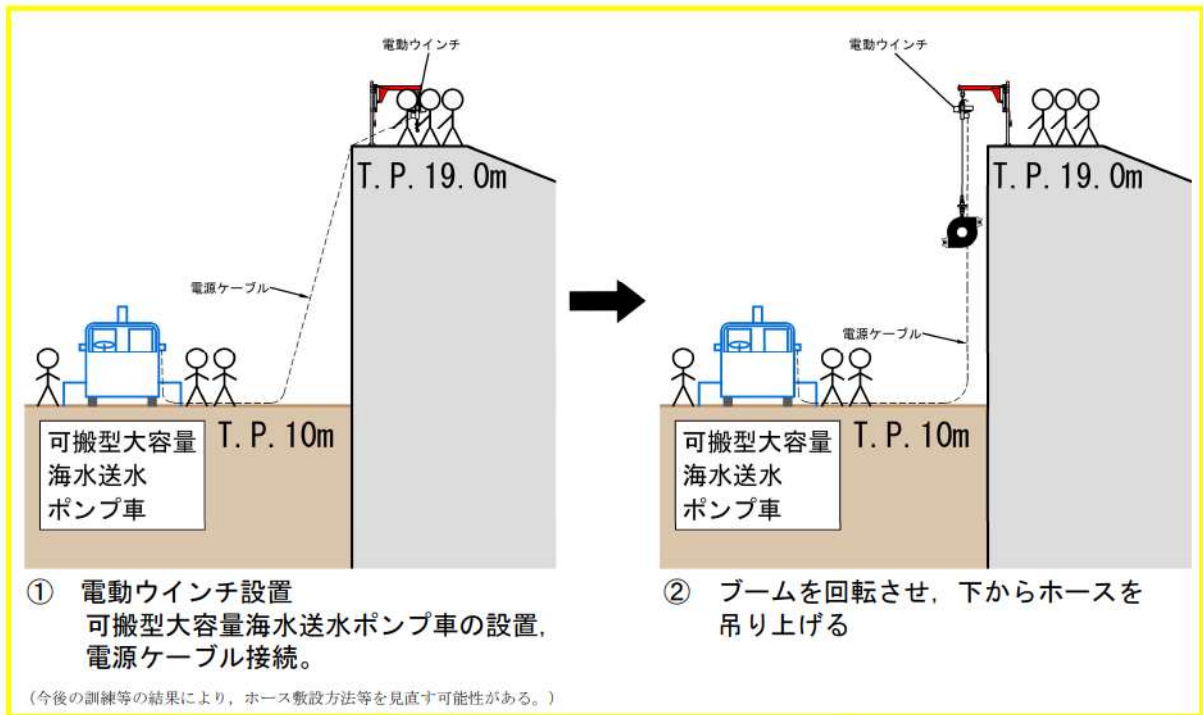 電動ウインチ
T.P.19.0m
電源ケーブル
T.P.10m
可搬型大容量
海水送水
ポンプ車
① 電動ウインチ設置
可搬型大容量海水送水ポンプ車の設置，
電源ケーブル接続。
（今後の訓練等の結果により，ホース敷設方法等を見直す可能性がある。）
電動ウインチ
T.P.19.0m
電源ケーブル
T.P.10m
可搬型大容量
海水送水
ポンプ車
② ブームを回転させ，下からホースを
吊り上げる